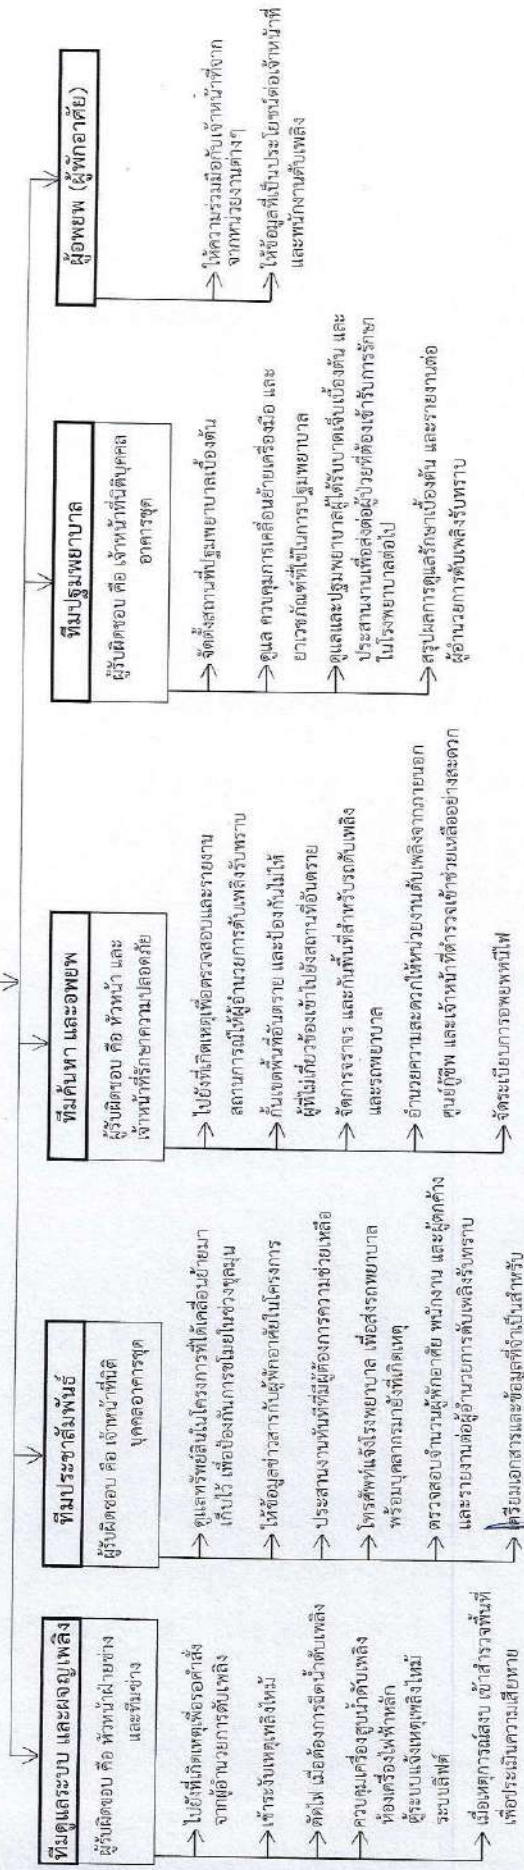 ทีมดูแลระบบ และผจญเพลิง
ผู้รับผิดชอบ คือ หัวหน้าฝ่ายช่าง
และทีมช่าง
ไปยังที่เกิดเหตุเพื่อรอคำสั่ง
จากผู้อำนวยการดับเพลิง
เข้าระงับเหตุเพลิงไหม้
ตัดไฟ เมื่อต้องการฉีดน้ำดับเพลิง
ควบคุมเครื่องสูบน้ำดับเพลิง
ห้องเครื่องไฟฟ้าหลัก
ตู้ระบบแจ้งเหตุเพลิงไหม้
ระบบลิฟต์
เมื่อเหตุการณ์สงบ เข้าสำรวจพื้นที่
เพื่อประเมินความเสียหาย
ทีมประชาสัมพันธ์
ผู้รับผิดชอบ คือ เจ้าหน้าที่นิติ
บุคคลอาคารชุด
ดูแลทรัพย์สินในโครงการที่ได้เคลื่อนย้ายมา
เก็บไว้ เพื่อป้องกันการขโมยในช่วงชุลมุน
ให้ข้อมูลข่าวสารกับผู้พักอาศัยในโครงการ
ประสานงานทันทีที่มีผู้ต้องการความช่วยเหลือ
โทรศัพท์แจ้งโรงพยาบาล เพื่อส่งรถพยาบาล
พร้อมบุคลากรมายังที่เกิดเหตุ
ตรวจสอบจำนวนผู้พักอาศัย พนักงาน และผู้ตกค้าง
และรายงานต่อผู้อำนวยการดับเพลิงรับทราบ
เตรียมเอกสารและข้อมูลที่จำเป็นสำหรับ
ทีมค้นหา และอพยพ
ผู้รับผิดชอบ คือ หัวหน้า และ
เจ้าหน้าที่รักษาความปลอดภัย
ไปยังที่เกิดเหตุเพื่อตรวจสอบและรายงาน
สถานการณ์ให้ผู้อำนวยการดับเพลิงรับทราบ
กั้นเขตพื้นที่อันตราย และป้องกันไม่ให้
ผู้ที่ไม่เกี่ยวข้องเข้าไปยังสถานที่อันตราย
จัดการจราจร และกันพื้นที่สำหรับรถดับเพลิง
และรถพยาบาล
อำนวยความสะดวกให้หน่วยงานดับเพลิงจากภายนอก
ศูนย์กู้ชีพ และเจ้าหน้าที่ตำรวจเข้าช่วยเหลืออย่างสะดวก
จัดระเบียบการอพยพหนีไฟ
ทีมปฐมพยาบาล
ผู้รับผิดชอบ คือ เจ้าหน้าที่นิติบุคคล
อาคารชุด
จัดตั้งสถานที่ปฐมพยาบาลเบื้องต้น
ดูแล ควบคุมการเคลื่อนย้ายเครื่องมือ และ
ยาเวชภัณฑ์ที่ใช้ในการปฐมพยาบาล
ดูแลและปฐมพยาบาลผู้ได้รับบาดเจ็บเบื้องต้น และ
ประสานงานเพื่อส่งต่อผู้ป่วยที่ต้องเข้ารับการรักษา
ในโรงพยาบาลต่อไป
สรุปผลการดูแลรักษาเบื้องต้น และรายงานต่อ
ผู้อำนวยการดับเพลิงรับทราบ
ผู้อพยพ (ผู้พักอาศัย)
ให้ความร่วมมือกับเจ้าหน้าที่จาก
จากหน่วยงานต่างๆ
ให้ข้อมูลที่เป็นประโยชน์ต่อเจ้าหน้าที่
และพนักงานดับเพลิง